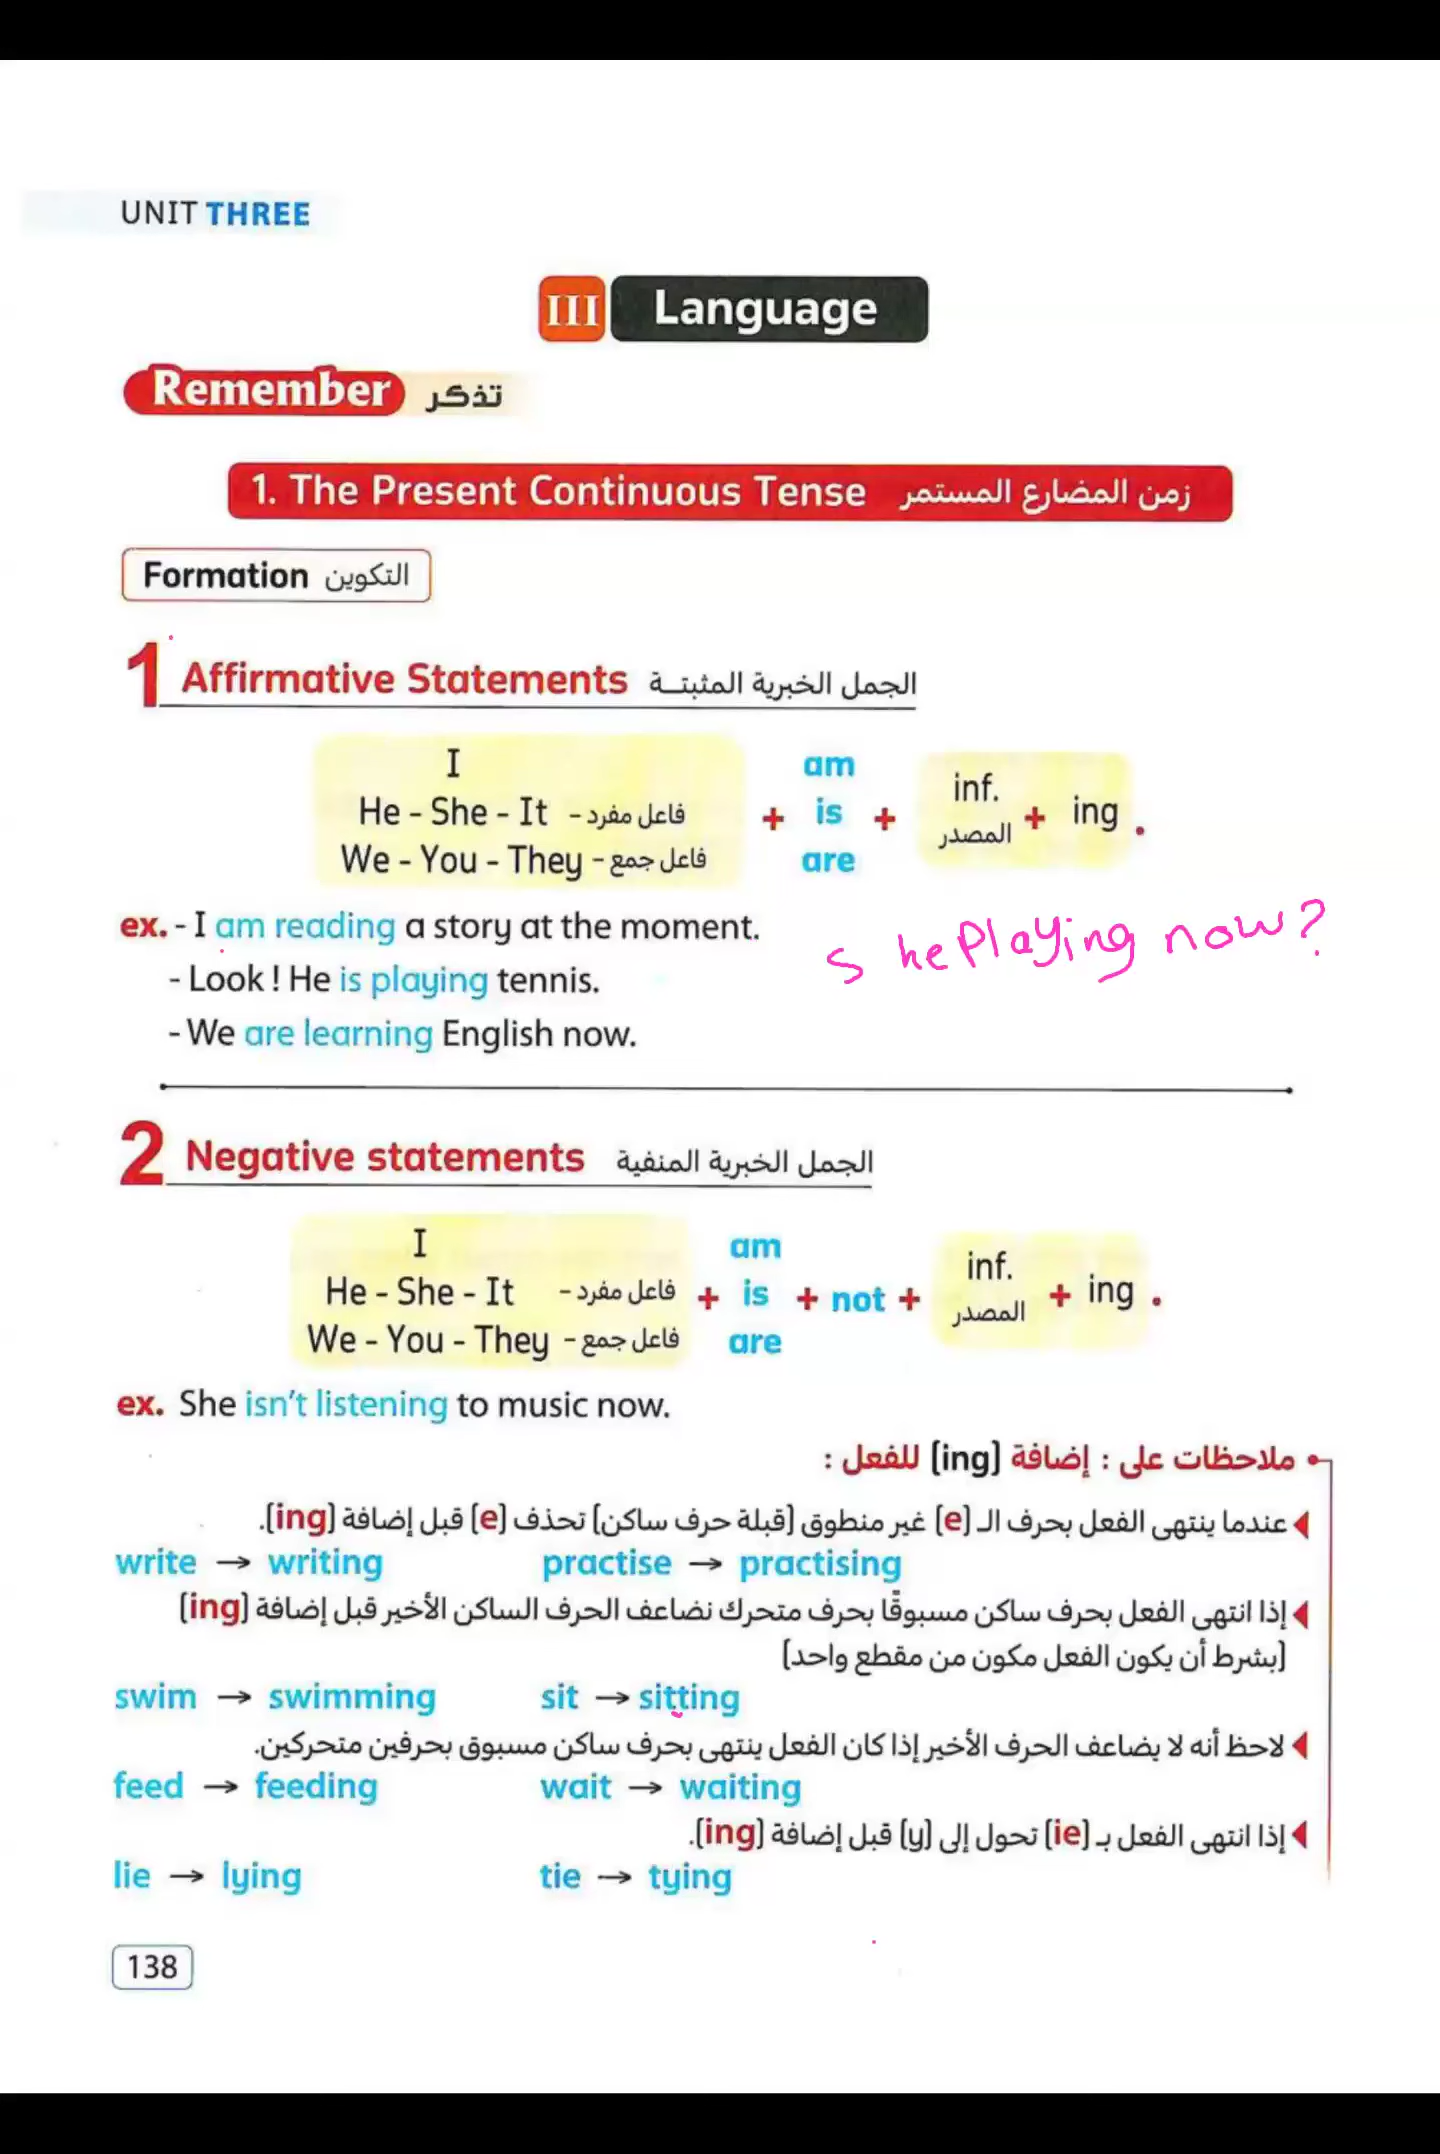 UNIT THREE
III Language
Remember تذكر
1. The Present Continuous Tense زمن المضارع المستمر
Formation التكوين
1 Affirmative Statements الجمل الخبرية المثبتــة
I
He - She - It - فاعل مفرد
We - You - They - فاعل جمع
+
am
is
are
+
inf.
المصدر
+ ing .
ex. - I am reading a story at the moment.
- Look ! He is playing tennis.
- We are learning English now.
s he Playing now?
2 Negative statements الجمل الخبرية المنفية
I
He - She - It - فاعل مفرد
We - You - They - فاعل جمع
+
am
is
are
+ not +
inf.
المصدر
+ ing .
ex. She isn't listening to music now.
ملاحظات على : إضافة (ing) للفعل :
عندما ينتهى الفعل بحرف الـ (e) غير منطوق (قبلة حرف ساكن) تحذف (e) قبل إضافة (ing).
write → writing practise → practising
إذا انتهى الفعل بحرف ساكن مسبوقًا بحرف متحرك نضاعف الحرف الساكن الأخير قبل إضافة (ing)
(بشرط أن يكون الفعل مكون من مقطع واحد)
swim → swimming sit → sitting
لاحظ أنه لا يضاعف الحرف الأخير إذا كان الفعل ينتهى بحرف ساكن مسبوق بحرفين متحركين.
feed → feeding wait → waiting
إذا انتهى الفعل بـ (ie) تحول إلى (y) قبل إضافة (ing).
lie → lying tie → tying
138